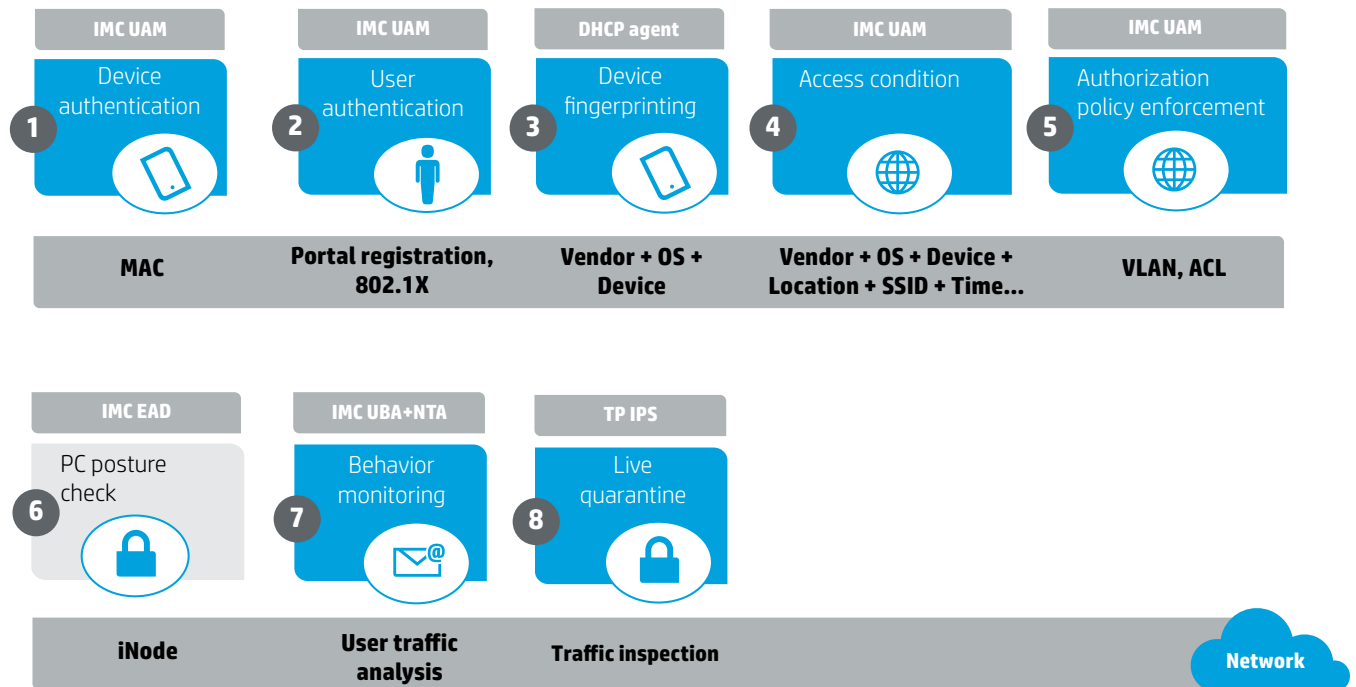 IMC UAM
IMC UAM
DHCP agent
IMC UAM
IMC UAM
1
Device
authentication
2
User
authentication
3
Device
fingerprinting
4
Access condition
5
Authorization
policy enforcement
MAC
Portal registration,
802.1X
Vendor + OS +
Device
Vendor + OS + Device +
Location + SSID + Time...
VLAN, ACL
IMC EAD
IMC UBA+NTA
TP IPS
6
PC posture
check
7
Behavior
monitoring
@
8
Live
quarantine
iNode
User traffic
analysis
Traffic inspection
Network